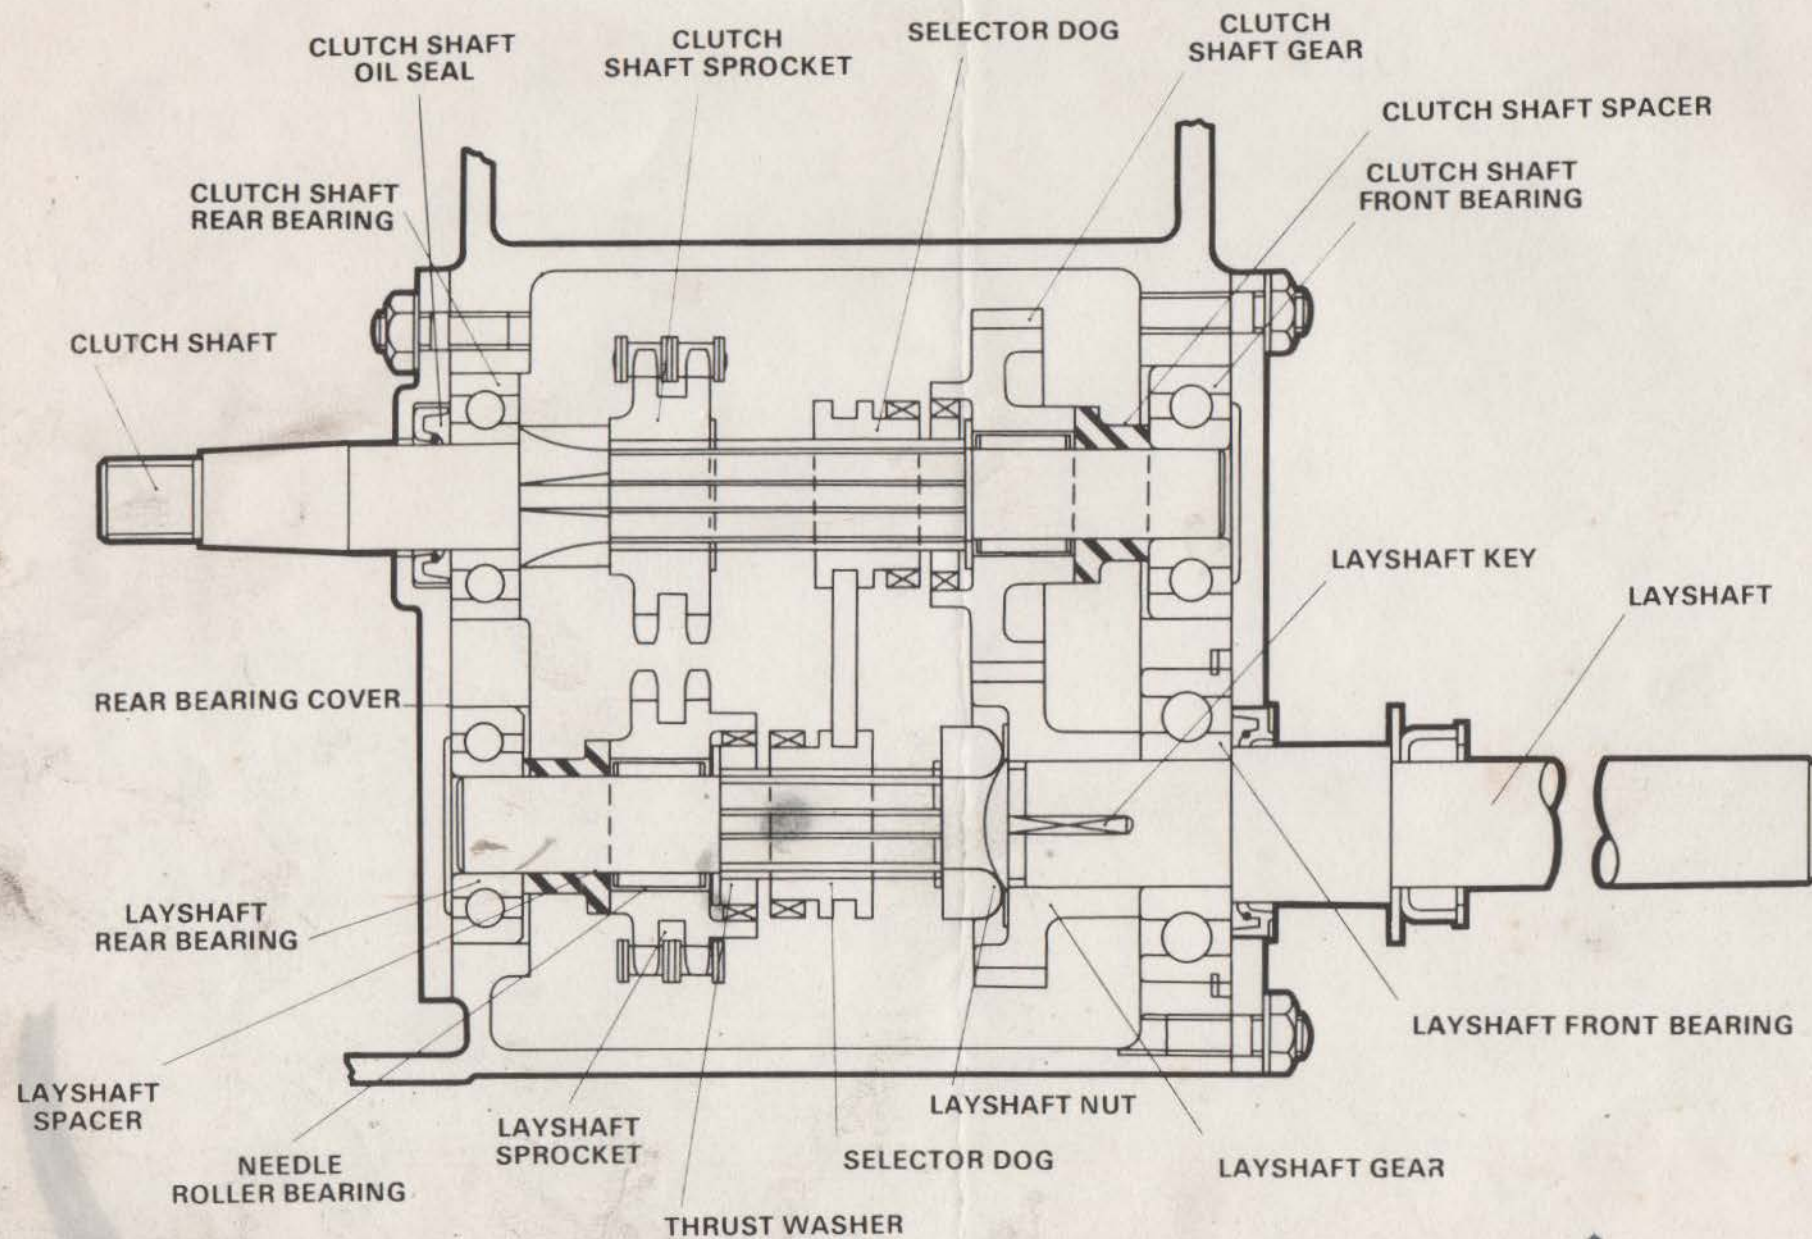 CLUTCH SHAFT
OIL SEAL
CLUTCH
SHAFT SPROCKET
SELECTOR DOG
CLUTCH
SHAFT GEAR
CLUTCH SHAFT SPACER
CLUTCH SHAFT
REAR BEARING
CLUTCH SHAFT
FRONT BEARING
CLUTCH SHAFT
LAYSHAFT KEY
LAYSHAFT
REAR BEARING COVER
LAYSHAFT
REAR BEARING
LAYSHAFT FRONT BEARING
LAYSHAFT
SPACER
LAYSHAFT NUT
LAYSHAFT
SPROCKET
NEEDLE
ROLLER BEARING
SELECTOR DOG
LAYSHAFT GEAR
THRUST WASHER